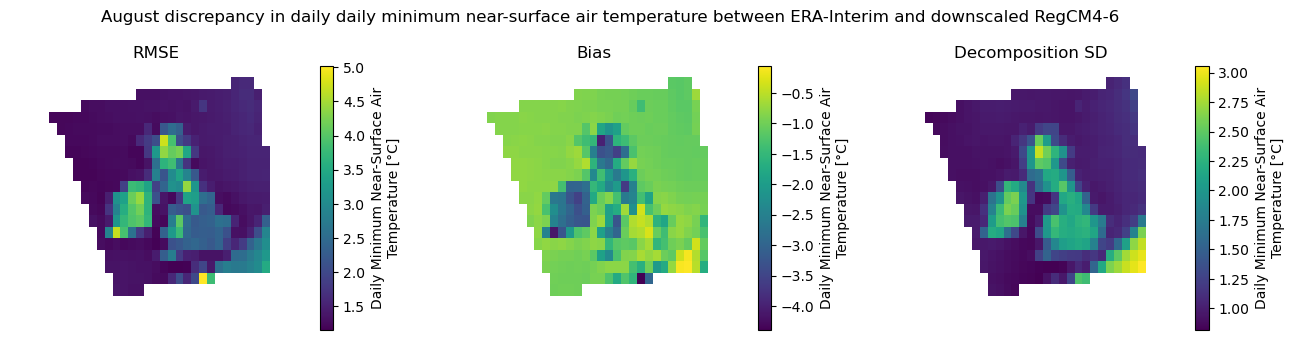 August discrepancy in daily daily minimum near-surface air temperature between ERA-Interim and downscaled RegCM4-6
RMSE
5.0
4.5
4.0
3.5
3.0
2.5
2.0
1.5
Daily Minimum Near-Surface Air
Temperature [°C]
Bias
−0.5
−1.0
−1.5
−2.0
−2.5
−3.0
−3.5
−4.0
Daily Minimum Near-Surface Air
Temperature [°C]
Decomposition SD
3.00
2.75
2.50
2.25
2.00
1.75
1.50
1.25
1.00
Daily Minimum Near-Surface Air
Temperature [°C]